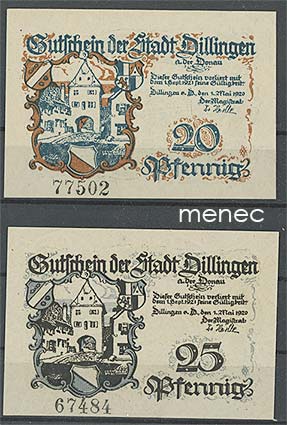 Gutschein der Stadt Dillingen
a. der Donau
Dieser Gutschein verliert mit
dem 1. Sept. 1921 seine Gültigkeit.
Dillingen a. D. den 1. Mai 1920
Der Magistrat
20
Pfennig
77502
menec
Gutschein der Stadt Dillingen
a. der Donau
Dieser Gutschein verliert mit
dem 1. Sept. 1921 seine Gültigkeit.
Dillingen a. D. den 1. Mai 1920
Der Magistrat
25
Pfennig
67484